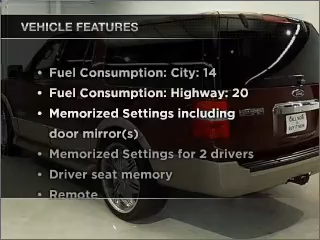 VEHICLE FEATURES
• Fuel Consumption: City: 14
• Fuel Consumption: Highway: 20
• Memorized Settings including
door mirror(s)
• Memorized Settings for 2 drivers
• Driver seat memory
• Remote